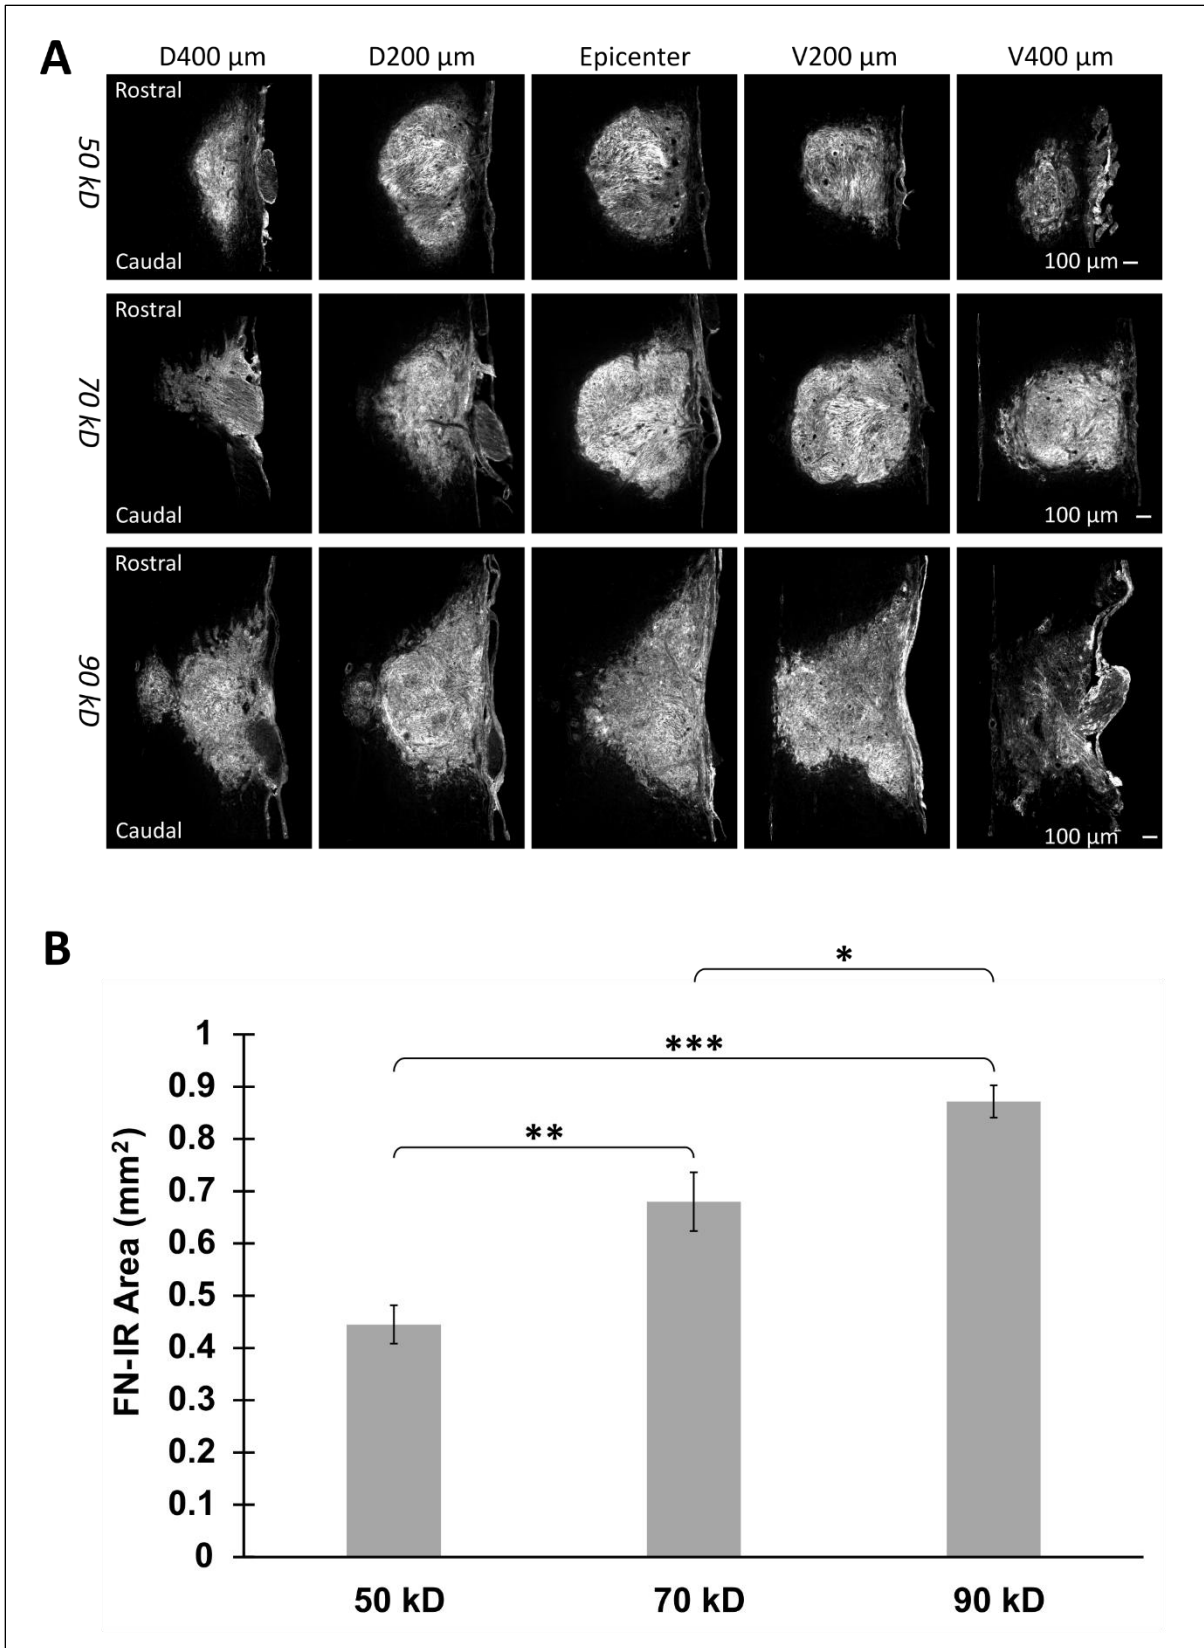 A
D400 μm D200 μm Epicenter V200 μm V400 μm
50 kD
Rostral
Caudal
100 μm
70 kD
Rostral
Caudal
100 μm
90 kD
Rostral
Caudal
100 μm
B
*
***
**
FN-IR Area (mm²)
1
0.9
0.8
0.7
0.6
0.5
0.4
0.3
0.2
0.1
0
50 kD 70 kD 90 kD